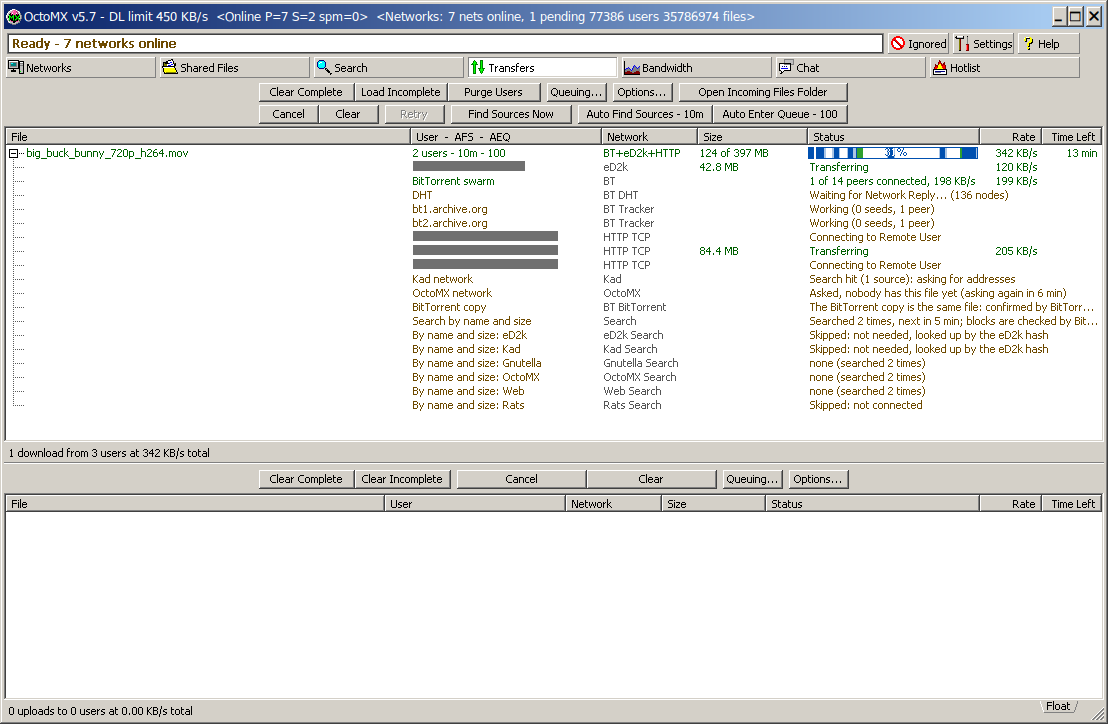 OctoMX v5.7 - DL limit 450 KB/s <Online P=7 S=2 spm=0> <Networks: 7 nets online, 1 pending 77386 users 35786974 files>
Ready - 7 networks online Ignored Settings ? Help
Networks Shared Files Search Transfers Bandwidth Chat Hotlist
Clear Complete Load Incomplete Purge Users Queuing... Options... Open Incoming Files Folder
Cancel Clear Retry Find Sources Now Auto Find Sources - 10m Auto Enter Queue - 100
File User - AFS - AEQ Network Size Status Rate Time Left
big_buck_bunny_720p_h264.mov 2 users - 10m - 100 BT+eD2k+HTTP 124 of 397 MB 31% 342 KB/s 13 min
eD2k 42.8 MB Transferring 120 KB/s
BitTorrent swarm BT 1 of 14 peers connected, 198 KB/s 199 KB/s
DHT BT DHT Waiting for Network Reply... (136 nodes)
bt1.archive.org BT Tracker Working (0 seeds, 1 peer)
bt2.archive.org BT Tracker Working (0 seeds, 1 peer)
HTTP TCP Connecting to Remote User
HTTP TCP 84.4 MB Transferring 205 KB/s
HTTP TCP Connecting to Remote User
Kad network Kad Search hit (1 source): asking for addresses
OctoMX network OctoMX Asked, nobody has this file yet (asking again in 6 min)
BitTorrent copy BT BitTorrent The BitTorrent copy is the same file: confirmed by BitTorr...
Search by name and size Search Searched 2 times, next in 5 min; blocks are checked by Bit...
By name and size: eD2k eD2k Search Skipped: not needed, looked up by the eD2k hash
By name and size: Kad Kad Search Skipped: not needed, looked up by the eD2k hash
By name and size: Gnutella Gnutella Search none (searched 2 times)
By name and size: OctoMX OctoMX Search none (searched 2 times)
By name and size: Web Web Search none (searched 2 times)
By name and size: Rats Rats Search Skipped: not connected
1 download from 3 users at 342 KB/s total
Clear Complete Clear Incomplete Cancel Clear Queuing... Options...
File User Network Size Status Rate Time Left
0 uploads to 0 users at 0.00 KB/s total Float